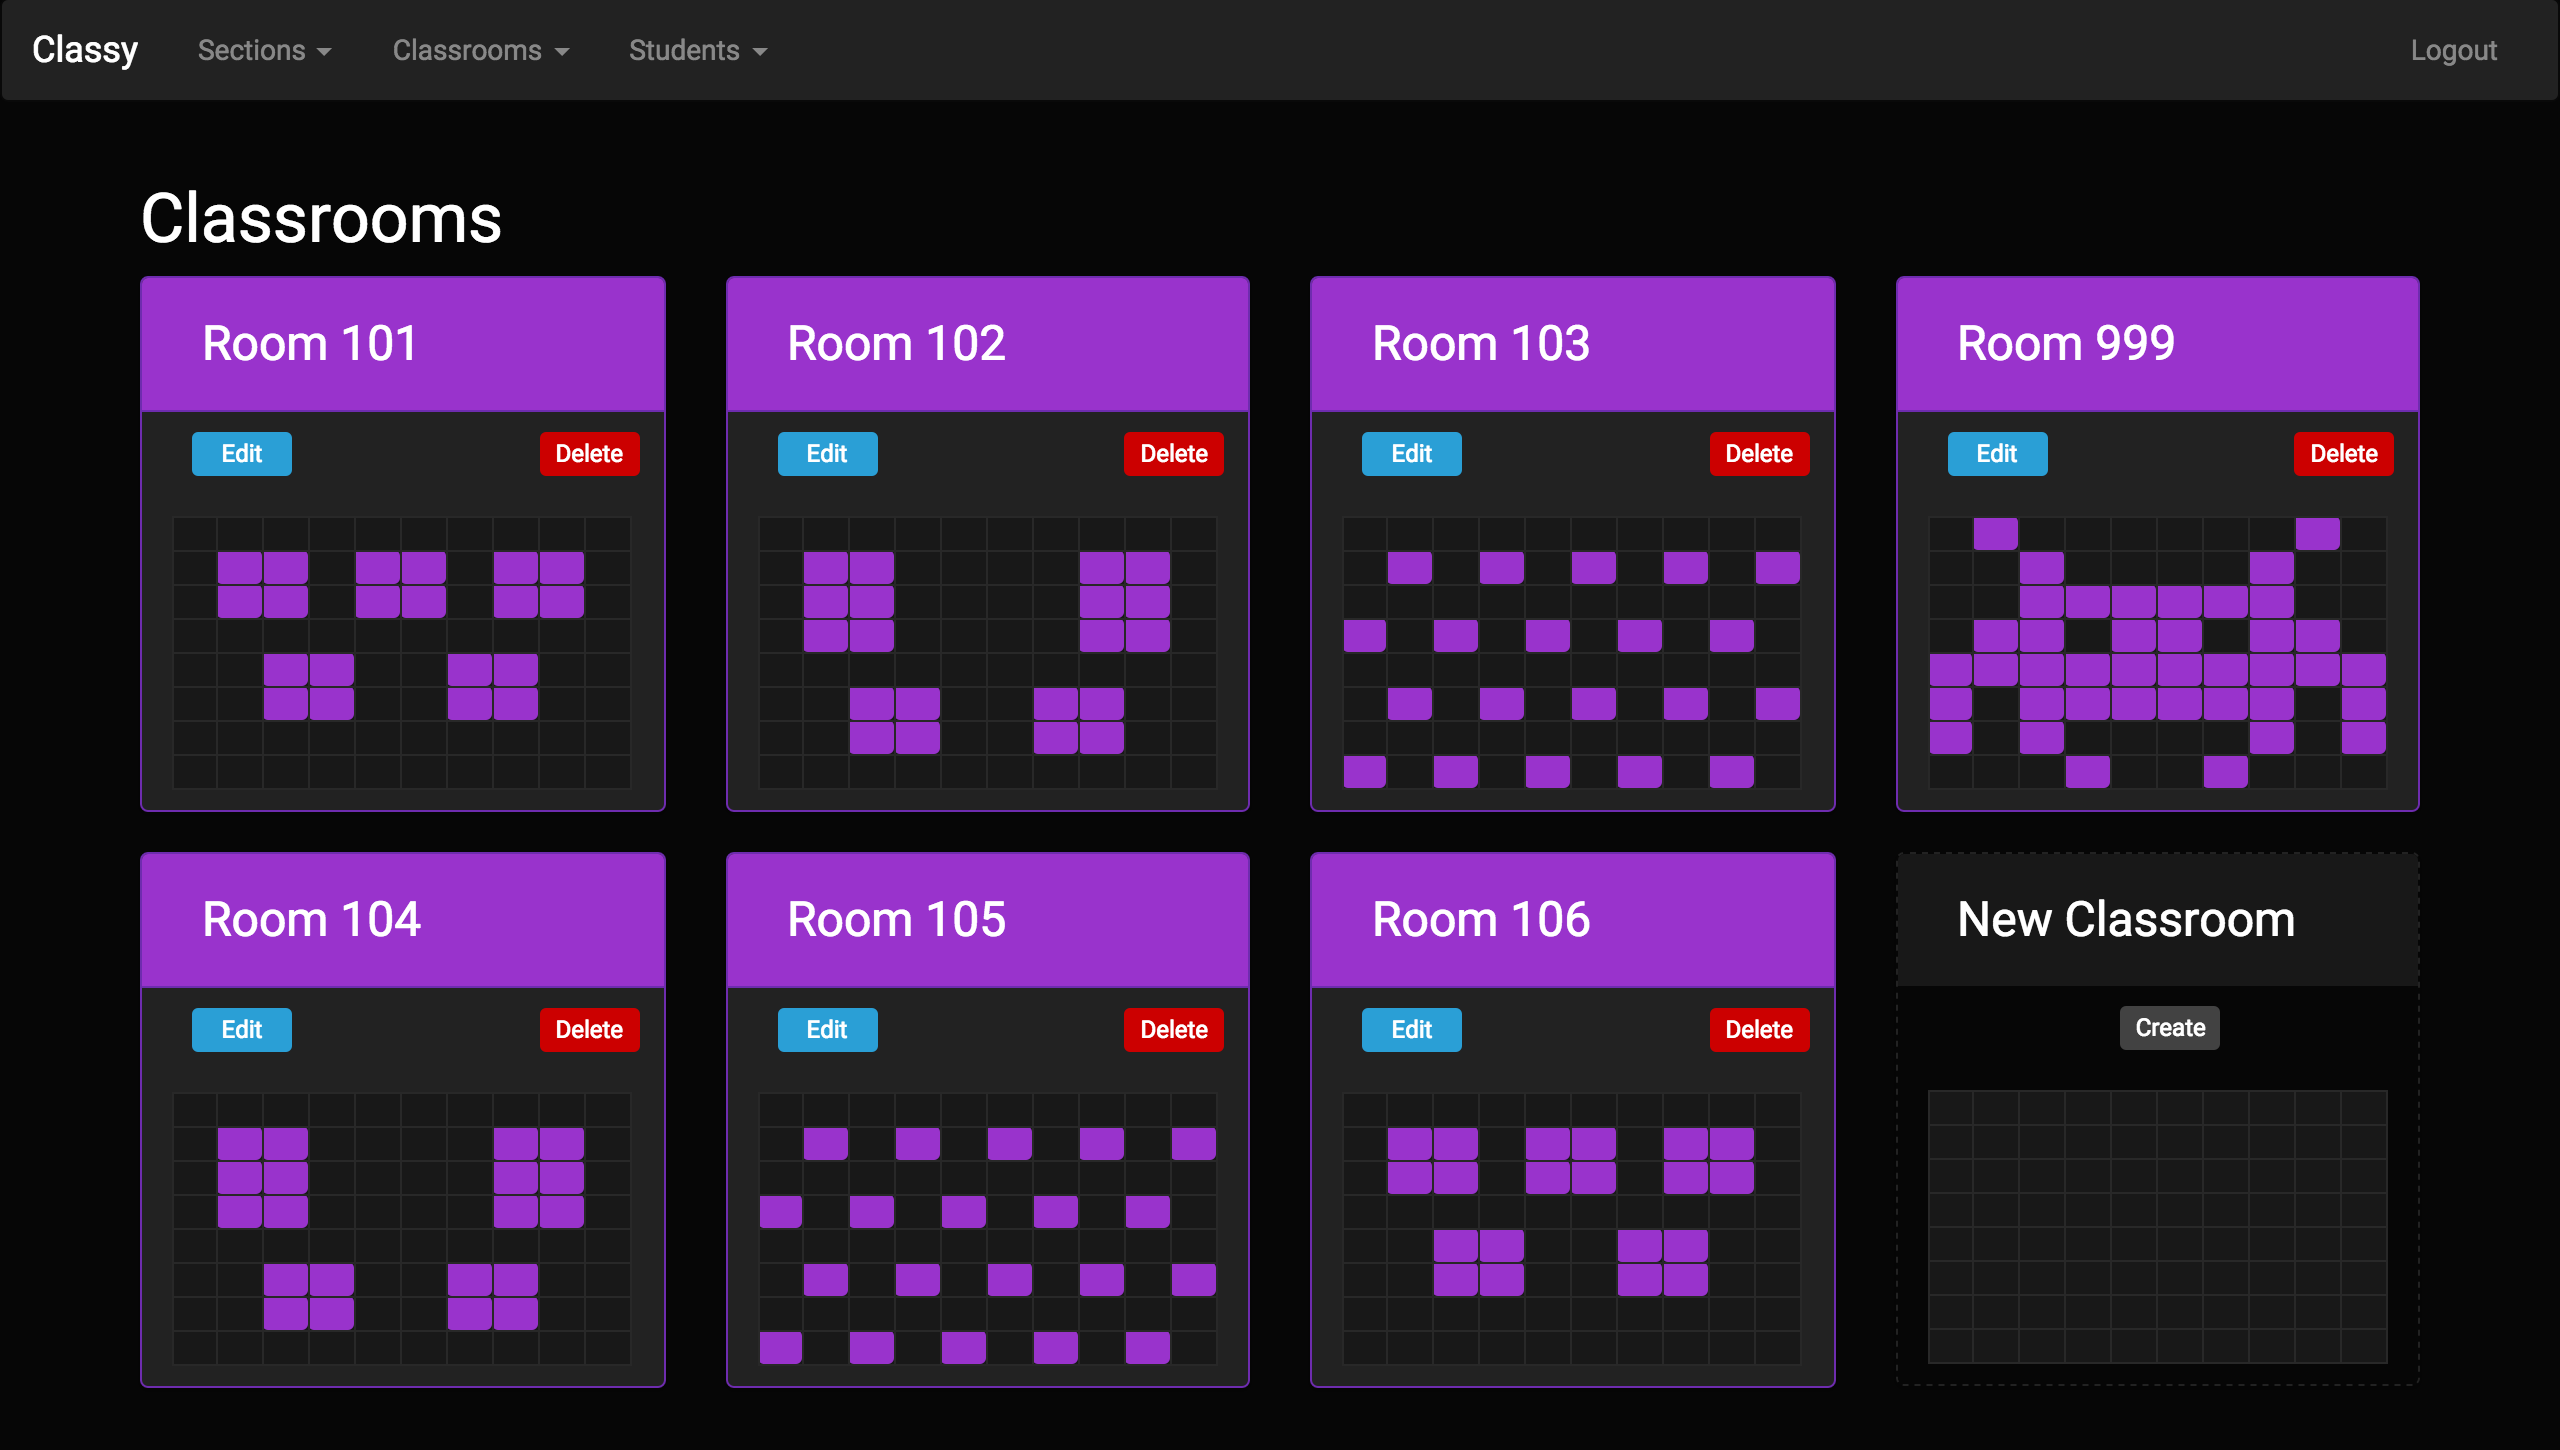 Classy Sections Classrooms Students Logout
Classrooms
Room 101
Edit Delete
Room 102
Edit Delete
Room 103
Edit Delete
Room 999
Edit Delete
Room 104
Edit Delete
Room 105
Edit Delete
Room 106
Edit Delete
New Classroom
Create